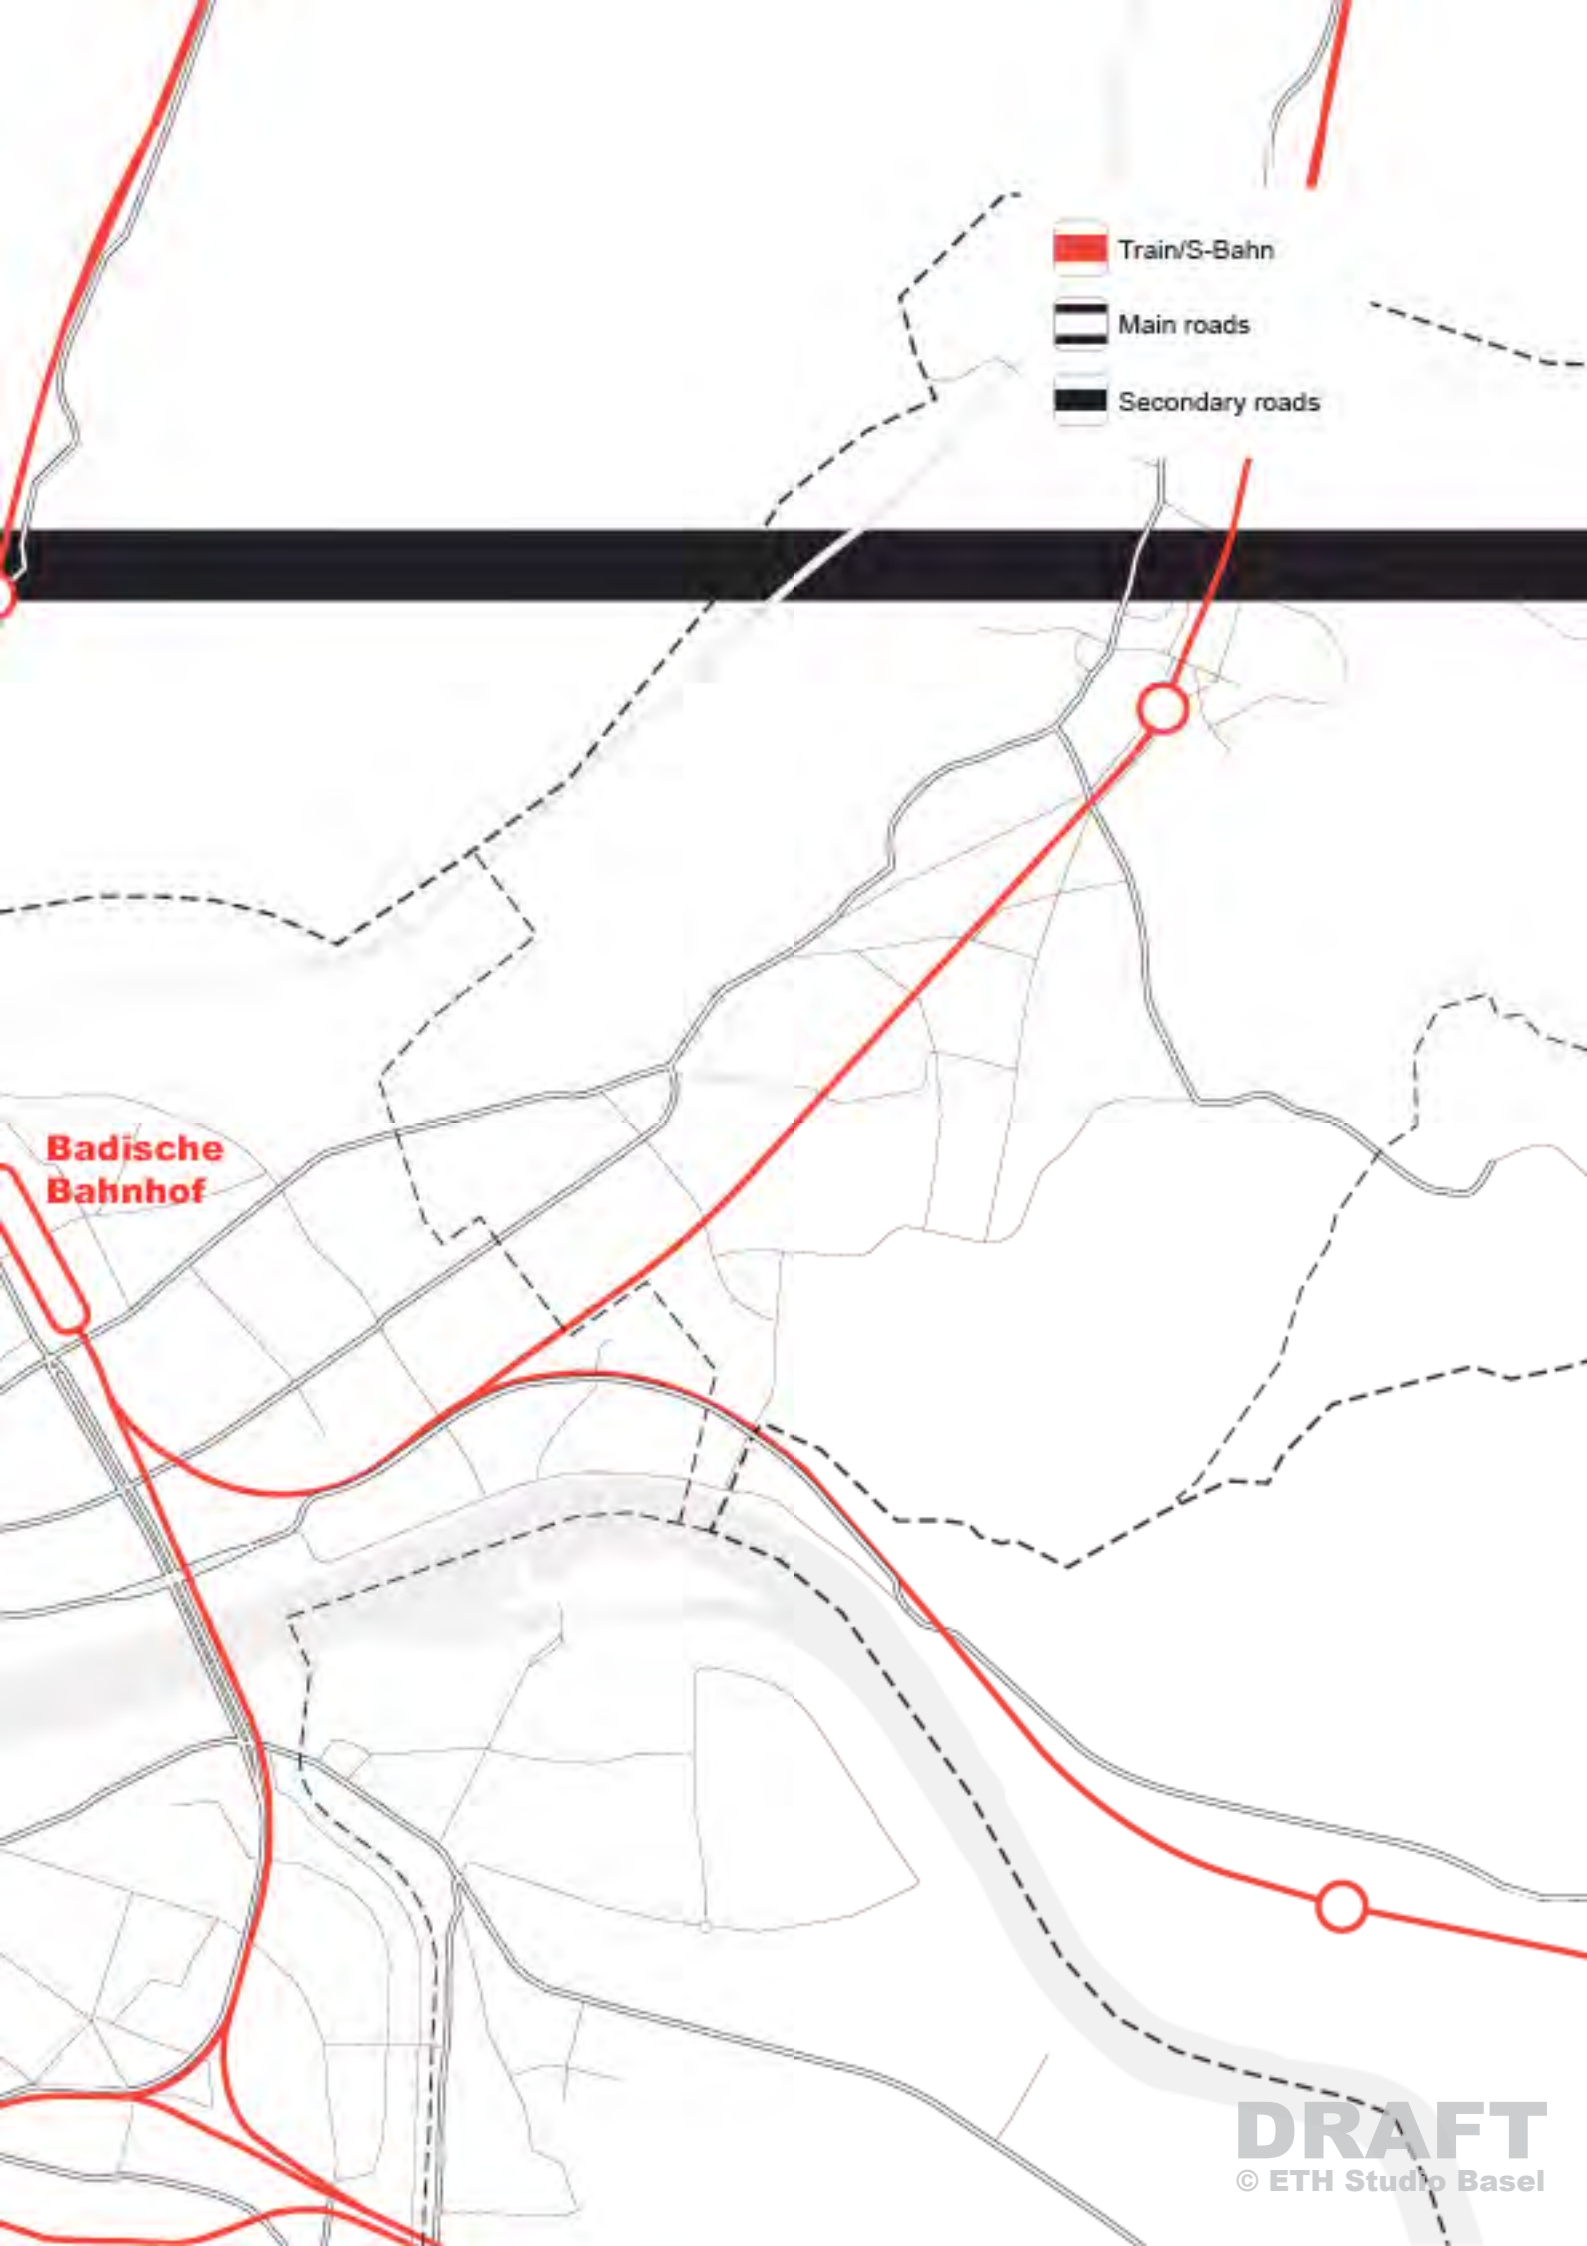 Train/S-Bahn
Main roads
Secondary roads
Badische
Bahnhof
DRAFT
© ETH Studio Basel